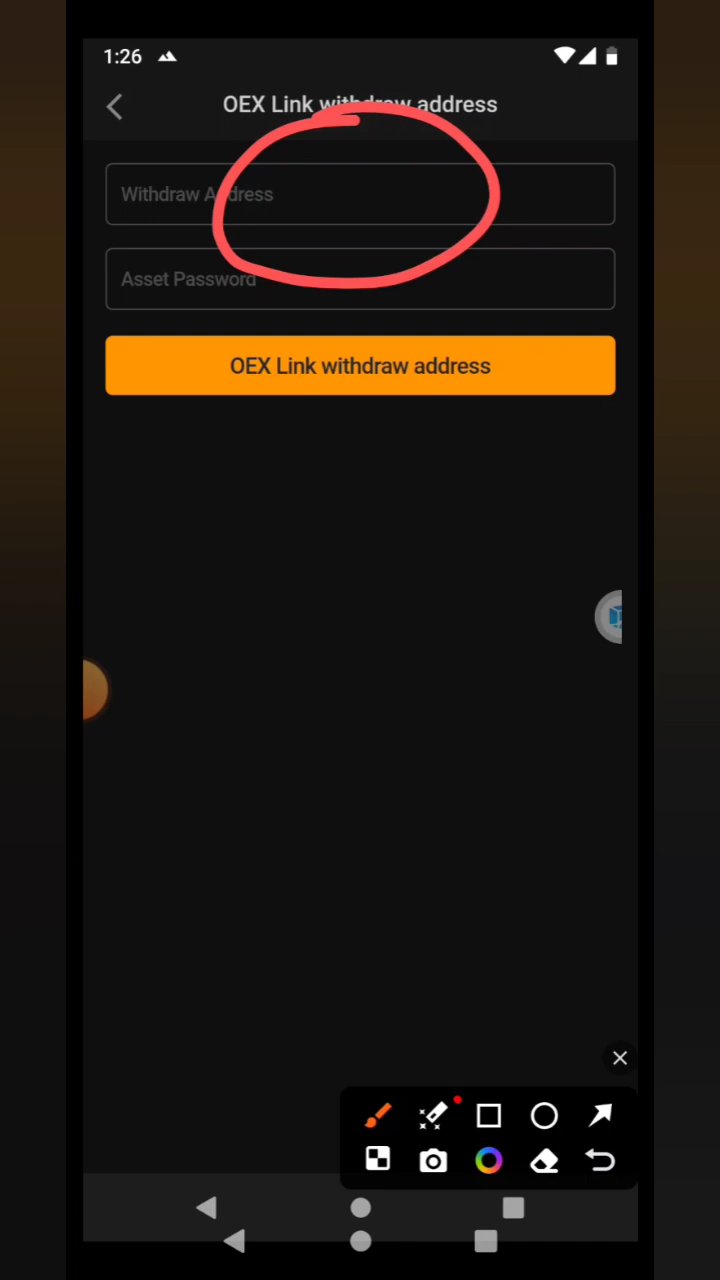 1:26
OEX Link withdraw address
Withdraw Address
Asset Password
OEX Link withdraw address